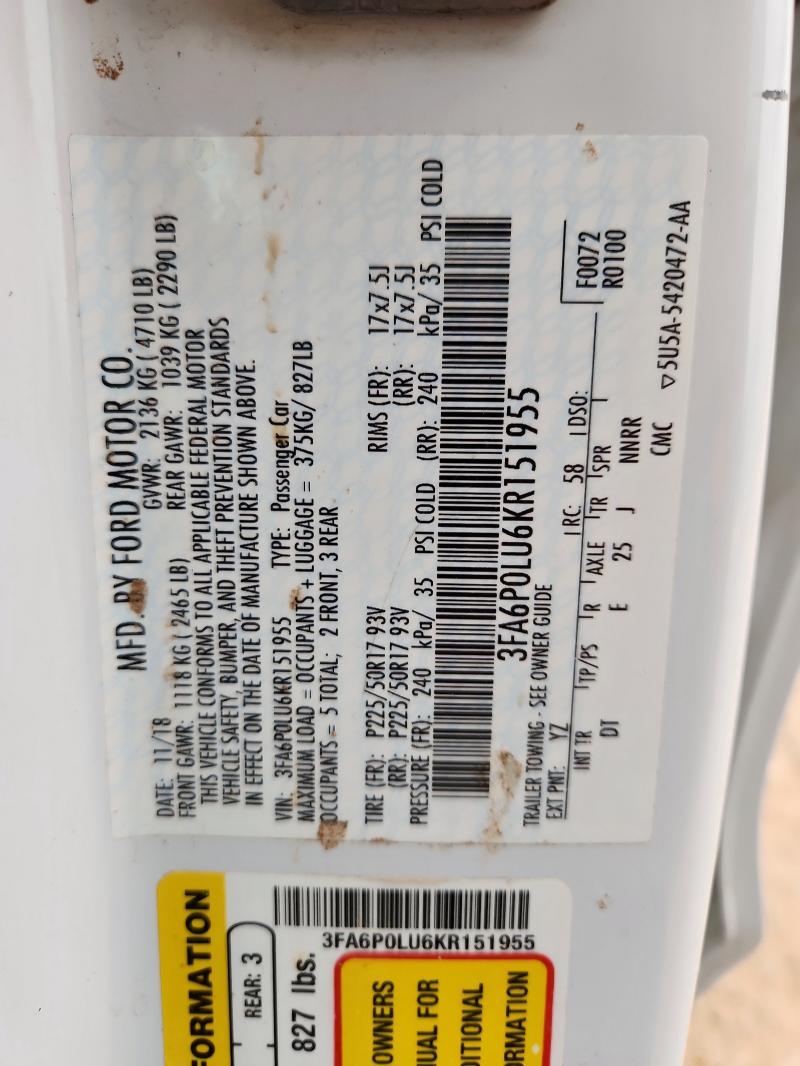 MFD. BY FORD MOTOR CO.
DATE: 11/18 GVWR: 2136 KG ( 4710 LB)
FRONT GAWR: 1118 KG ( 2465 LB) REAR GAWR: 1039 KG ( 2290 LB)
THIS VEHICLE CONFORMS TO ALL APPLICABLE FEDERAL MOTOR
VEHICLE SAFETY, BUMPER, AND THEFT PREVENTION STANDARDS
IN EFFECT ON THE DATE OF MANUFACTURE SHOWN ABOVE.
VIN: 3FA6P0LU6KR151955 TYPE: Passenger Car
MAXIMUM LOAD = OCCUPANTS + LUGGAGE = 375KG/ 827LB
OCCUPANTS = 5 TOTAL; 2 FRONT, 3 REAR
TIRE (FR): P225/50R17 93V RIMS (FR): 17x7.5J
(RR): P225/50R17 93V (RR): 17x7.5J
PRESSURE (FR): 240 kPa/ 35 PSI COLD (RR): 240 kPa/ 35 PSI COLD
3FA6P0LU6KR151955
TRAILER TOWING - SEE OWNER GUIDE
EXT PNT: YZ RC: 58 DSO: F0072
R0100
INT TR TP/PS R AXLE TR SPR
DT E 25 J NNRR
CMC ▽5U5A-5420472-AA
FORMATION
REAR: 3
827 lbs.
3FA6P0LU6KR151955
OWNERS
UAL FOR
DITIONAL
RMATION